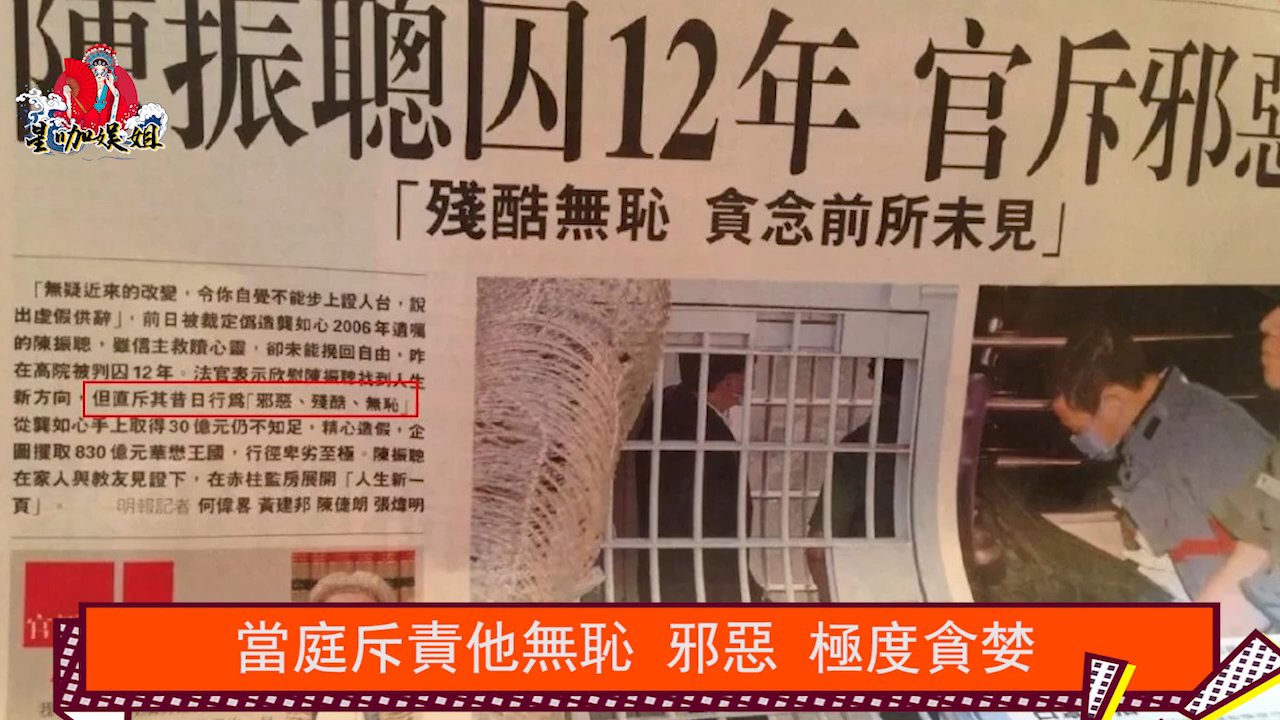 陳振聰囚12年 官斥邪惡
星咖娛姐
「殘酷無恥 貪念前所未見」
「無疑近來的改變，令你自覺不能步上證人台，說
出虛假供辭」，前日被裁定偽造龔如心2006年遺囑
的陳振聰，雖信主救贖心靈，卻未能挽回自由，昨
在高院被判囚12年。法官表示欣慰陳振聰找到人生
新方向，但直斥其昔日行為「邪惡、殘酷、無恥」
從龔如心手上取得30億元仍不知足，精心造假，企
圖攫取830億元華懋王國，行徑卑劣至極。陳振聰
在家人與教友見證下，在赤柱監房展開「人生新一
頁」。 明報記者 何偉畧 黃建邦 陳倢朗 張煒明
當庭斥責他無恥 邪惡 極度貪婪